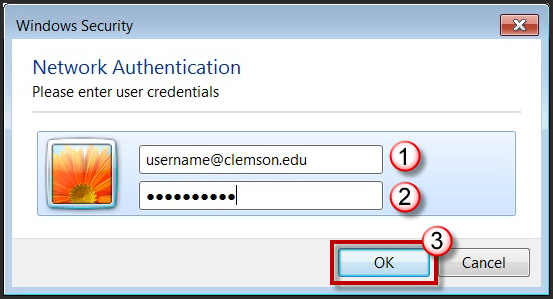 Windows Security
Network Authentication
Please enter user credentials
username@clemson.edu 1
●●●●●●●●●● 2
3
OK Cancel